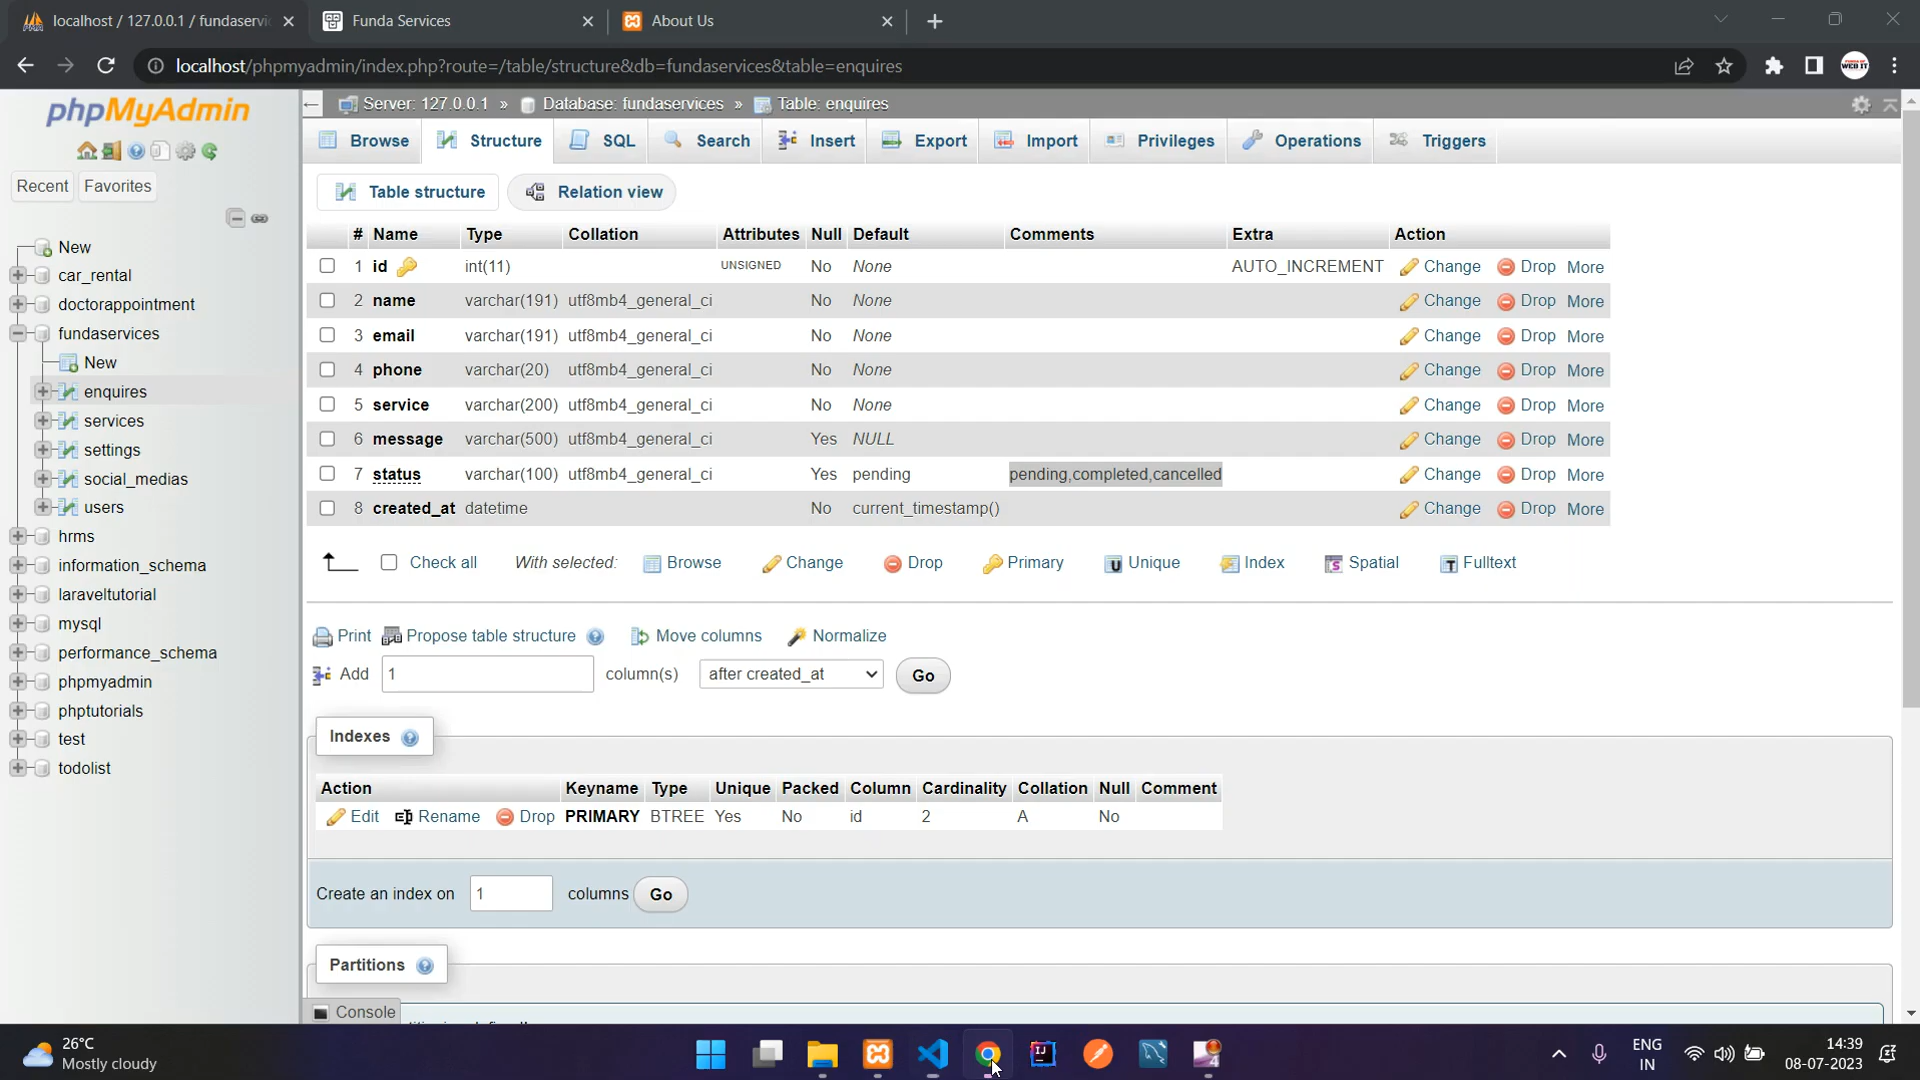 localhost / 127.0.0.1 / fundaservi
Funda Services
About Us
localhost/phpmyadmin/index.php?route=/table/structure&db=fundaservices&table=enquires
WEB IT
phpMyAdmin
Server: 127.0.0.1 » Database: fundaservices » Table: enquires
Browse Structure SQL Search Insert Export Import Privileges Operations Triggers
Recent Favorites
Table structure Relation view
New
car_rental
doctorappointment
fundaservices
New
enquires
services
settings
social_medias
users
hrms
information_schema
laraveltutorial
mysql
performance_schema
phpmyadmin
phptutorials
test
todolist
# Name Type Collation Attributes Null Default Comments Extra Action
1 id int(11) UNSIGNED No None AUTO_INCREMENT Change Drop More
2 name varchar(191) utf8mb4_general_ci No None Change Drop More
3 email varchar(191) utf8mb4_general_ci No None Change Drop More
4 phone varchar(20) utf8mb4_general_ci No None Change Drop More
5 service varchar(200) utf8mb4_general_ci No None Change Drop More
6 message varchar(500) utf8mb4_general_ci Yes NULL Change Drop More
7 status varchar(100) utf8mb4_general_ci Yes pending pending,completed,cancelled Change Drop More
8 created_at datetime No current_timestamp() Change Drop More
Check all With selected: Browse Change Drop Primary Unique Index Spatial Fulltext
Print Propose table structure Move columns Normalize
Add 1 column(s) after created_at Go
Indexes
Action Keyname Type Unique Packed Column Cardinality Collation Null Comment
Edit Rename Drop PRIMARY BTREE Yes No id 2 A No
Create an index on 1 columns Go
Partitions
Console
26°C
Mostly cloudy
ENG
IN
14:39
08-07-2023